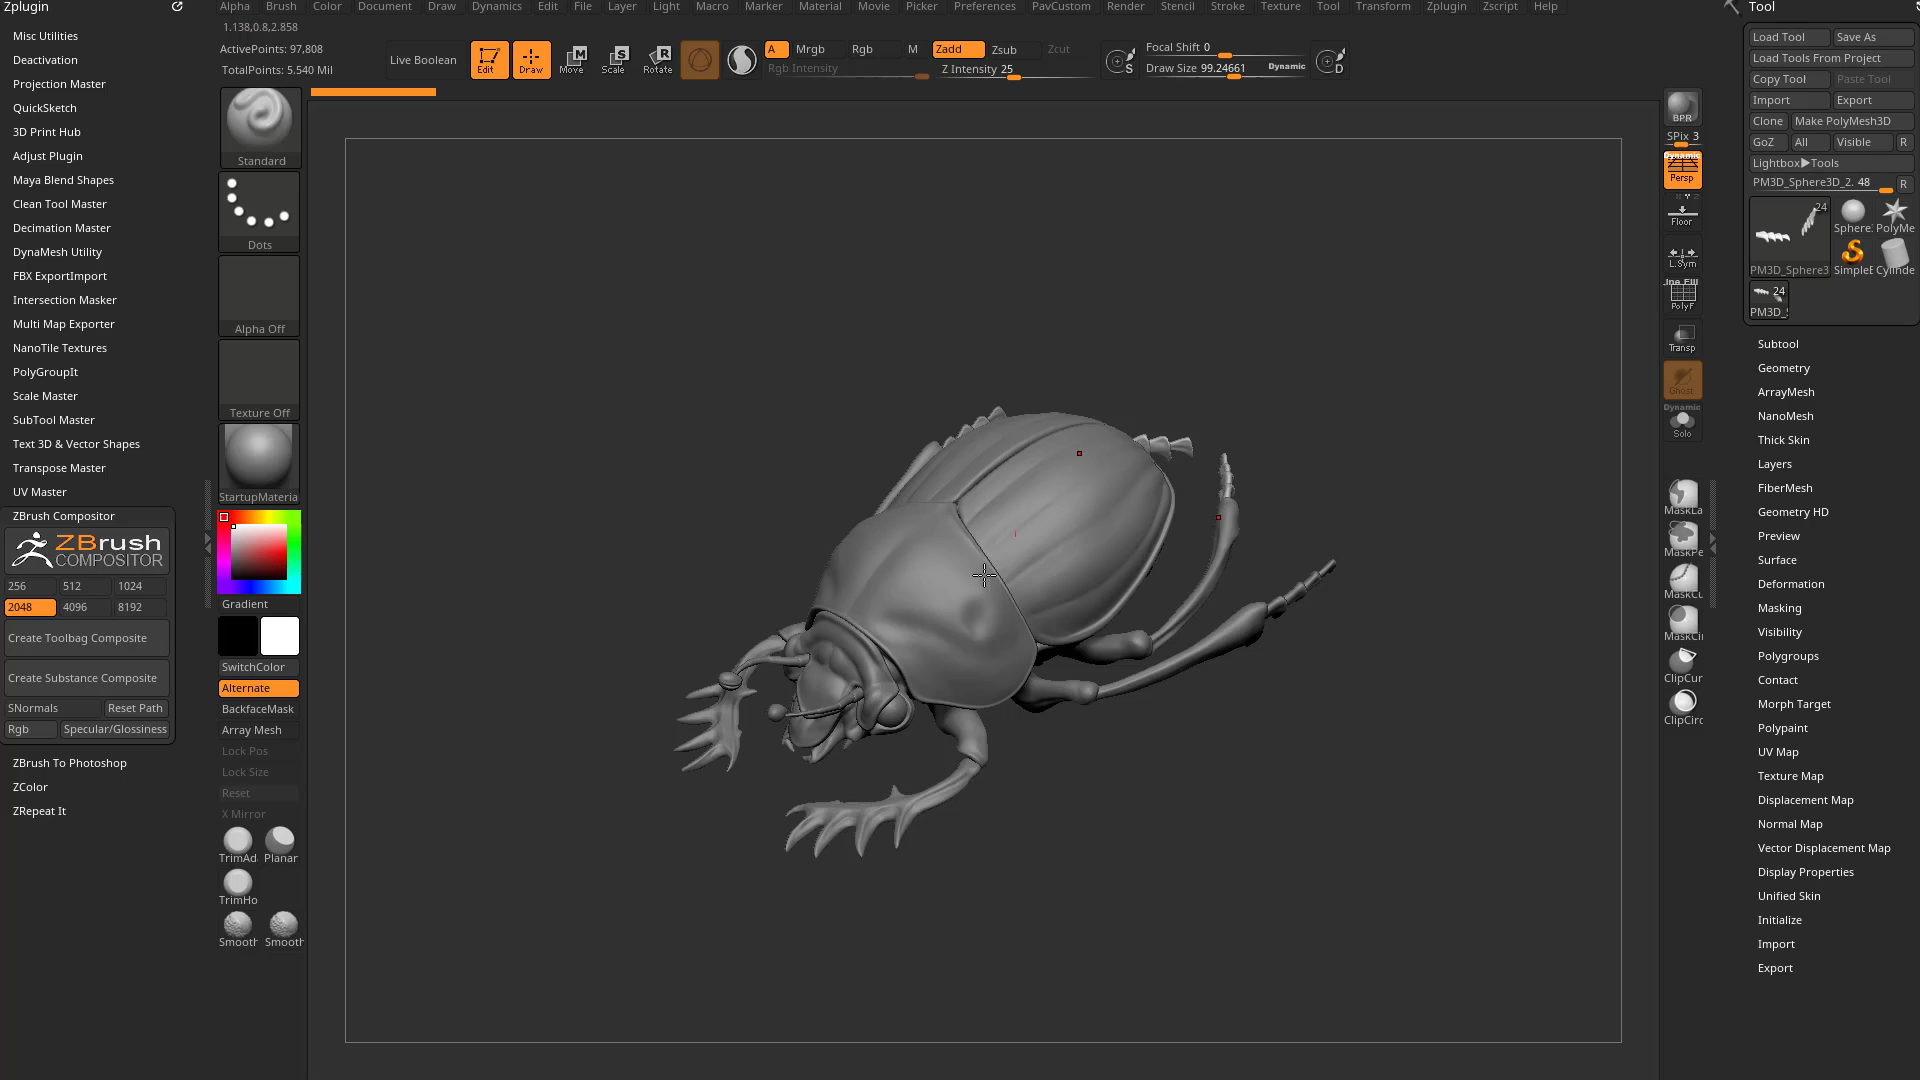 Zplugin
Misc Utilities
Deactivation
Projection Master
QuickSketch
3D Print Hub
Adjust Plugin
Maya Blend Shapes
Clean Tool Master
Decimation Master
DynaMesh Utility
FBX ExportImport
Intersection Masker
Multi Map Exporter
NanoTile Textures
PolyGroupIt
Scale Master
SubTool Master
Text 3D & Vector Shapes
Transpose Master
UV Master
ZBrush Compositor
ZBrush
COMPOSITOR
256 512 1024
2048 4096 8192
Create Toolbag Composite
Create Substance Composite
SNormals Reset Path
Rgb Specular/Glossiness
ZBrush To Photoshop
ZColor
ZRepeat It
Alpha Brush Color Document Draw Dynamics Edit File Layer Light Macro Marker Material Movie Picker Preferences PavCustom Render Stencil Stroke Texture Tool Transform Zplugin Zscript Help
1.138,0.8,2.858
ActivePoints: 97,808
TotalPoints: 5.540 Mil
Live Boolean
Edit Draw Move Scale Rotate
A Mrgb Rgb M
Rgb Intensity
Zadd Zsub Zcut
Z Intensity 25
S
Focal Shift 0
Draw Size 99.24661 Dynamic
D
Standard
Dots
Alpha Off
Texture Off
StartupMateria
Gradient
SwitchColor
Alternate
BackfaceMask
Array Mesh
Lock Pos
Lock Size
Reset
X Mirror
TrimAd Planar
TrimHo
Smooth Smooth
BPR
SPix 3
Dynamic
Persp
Floor
L.Sym
Line Fill
PolyF
Transp
Ghost
Dynamic
Solo
MaskLa
MaskPe
MaskCu
MaskCi
ClipCur
ClipCirc
Tool
Load Tool Save As
Load Tools From Project
Copy Tool Paste Tool
Import Export
Clone Make PolyMesh3D
GoZ All Visible R
Lightbox▶Tools
PM3D_Sphere3D_2. 48 R
24
Sphere PolyMe
PM3D_Sphere3 SimpleE Cylinde
24
PM3D_S
Subtool
Geometry
ArrayMesh
NanoMesh
Thick Skin
Layers
FiberMesh
Geometry HD
Preview
Surface
Deformation
Masking
Visibility
Polygroups
Contact
Morph Target
Polypaint
UV Map
Texture Map
Displacement Map
Normal Map
Vector Displacement Map
Display Properties
Unified Skin
Initialize
Import
Export